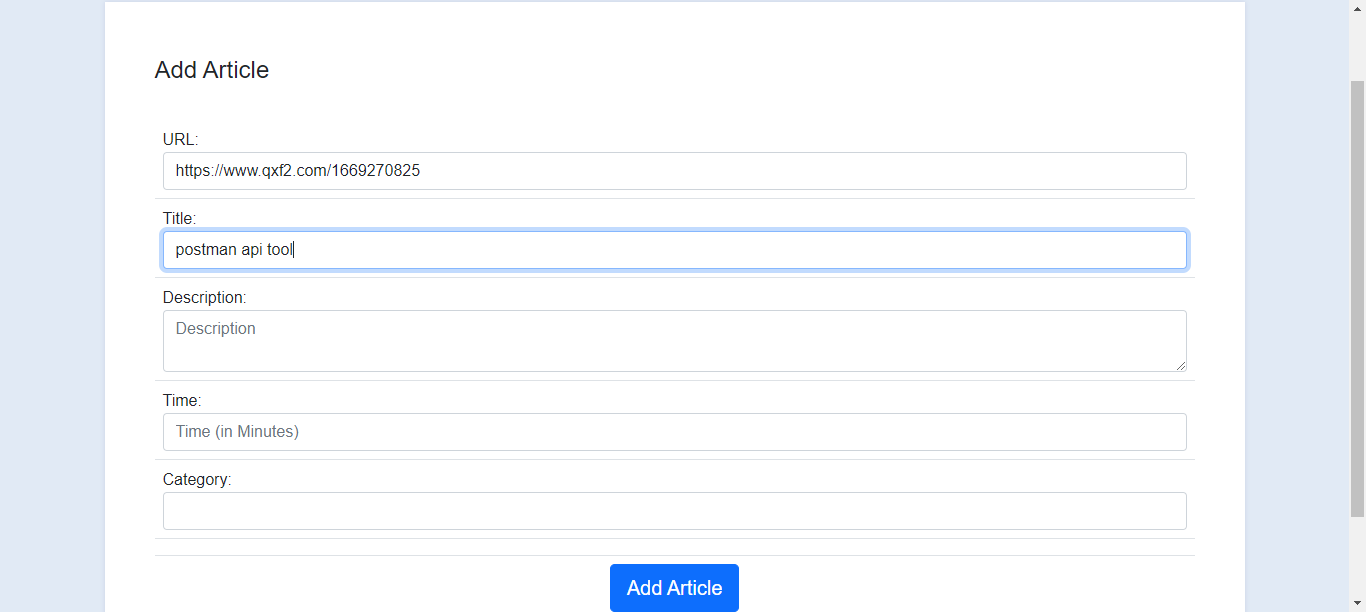 Add Article
URL:
https://www.qxf2.com/1669270825
Title:
postman api tool
Description:
Description
Time:
Time (in Minutes)
Category:
Add Article